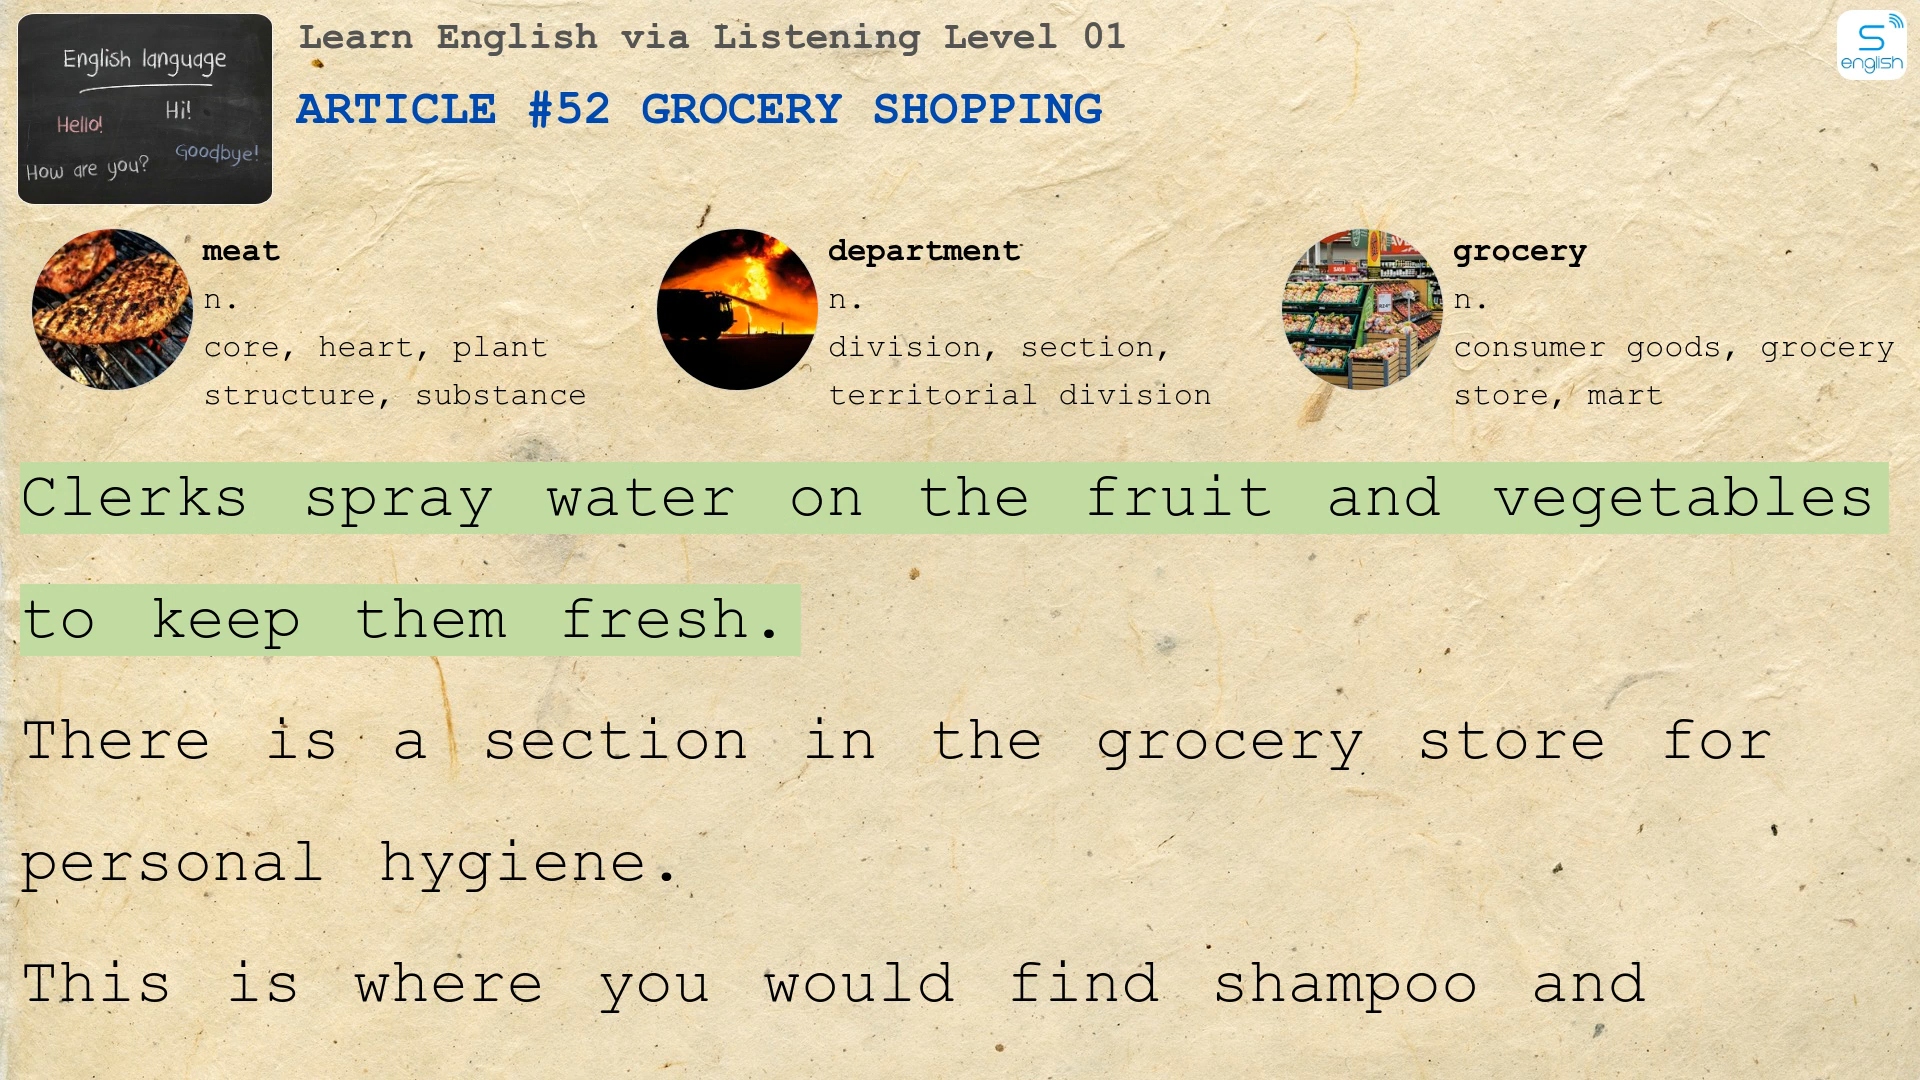 English language
Hi!
Hello!
Goodbye!
How are you?
Learn English via Listening Level 01
ARTICLE #52 GROCERY SHOPPING
S
english
meat
n.
core, heart, plant
structure, substance
department
n.
division, section,
territorial division
SAVE
grocery
n.
consumer goods, grocery
store, mart
Clerks spray water on the fruit and vegetables
to keep them fresh.
There is a section in the grocery store for
personal hygiene.
This is where you would find shampoo and